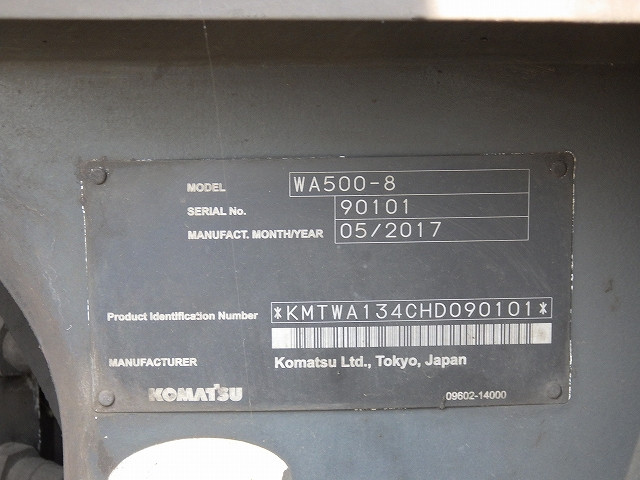 MODEL WA500-8
SERIAL No. 90101
MANUFACT. MONTH/YEAR 05/2017
Product Identification Number *KMTWA134CHD090101*
MANUFACTURER Komatsu Ltd., Tokyo, Japan
KOMATSU 09602-14000